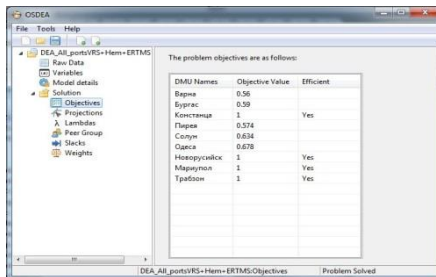 OSDEA
File Tools Help
DEA_All_portsVRS+Hem+ERTMS
Raw Data
Variables
Model details
Solution
Objectives
Projections
λ Lambdas
Peer Group
Slacks
Weights
The problem objectives are as follows:
DMU Names Objective Value Efficient
Варна 0.56
Бургас 0.59
Констанца 1 Yes
Пирея 0.574
Солун 0.634
Одеса 0.678
Новорусийск 1 Yes
Мариупол 1 Yes
Трабзон 1 Yes
DEA_All_portsVRS+Hem+ERTMS:Objectives Problem Solved